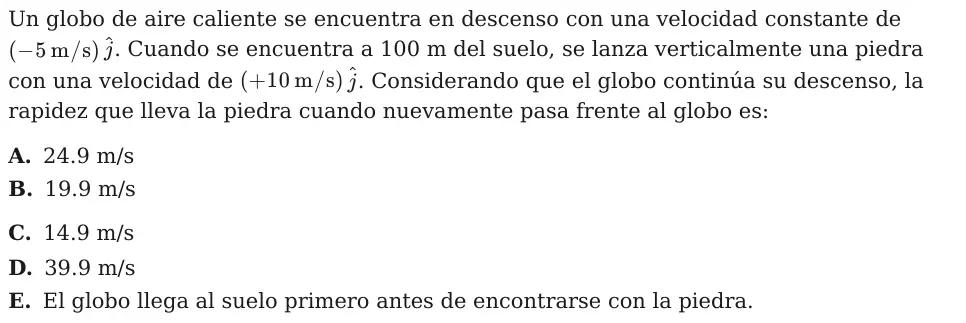 Un globo de aire caliente se encuentra en descenso con una velocidad constante de
(−5 m/s) ĵ. Cuando se encuentra a 100 m del suelo, se lanza verticalmente una piedra
con una velocidad de (+10 m/s) ĵ. Considerando que el globo continúa su descenso, la
rapidez que lleva la piedra cuando nuevamente pasa frente al globo es:
A. 24.9 m/s
B. 19.9 m/s
C. 14.9 m/s
D. 39.9 m/s
E. El globo llega al suelo primero antes de encontrarse con la piedra.